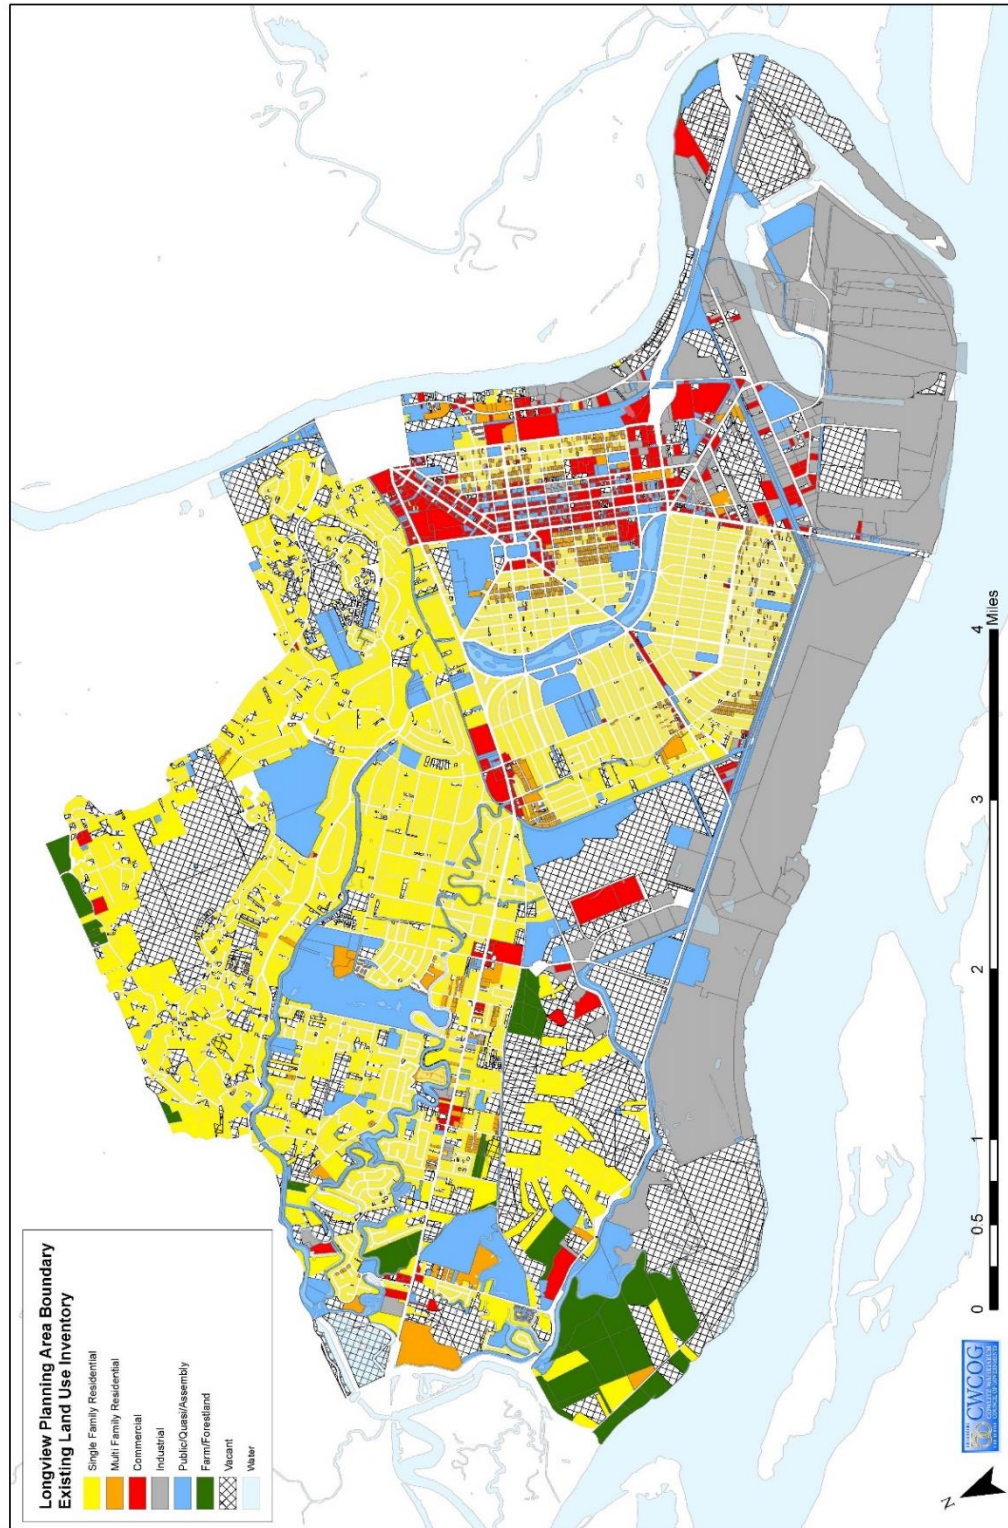 Longview Planning Area Boundary
Existing Land Use Inventory
Single Family Residential
Multi Family Residential
Commercial
Industrial
Public/Quasi/Assembly
Farm/Forestland
Vacant
Water
N
CWCOG
0 0.5 1 2 3 4
Miles